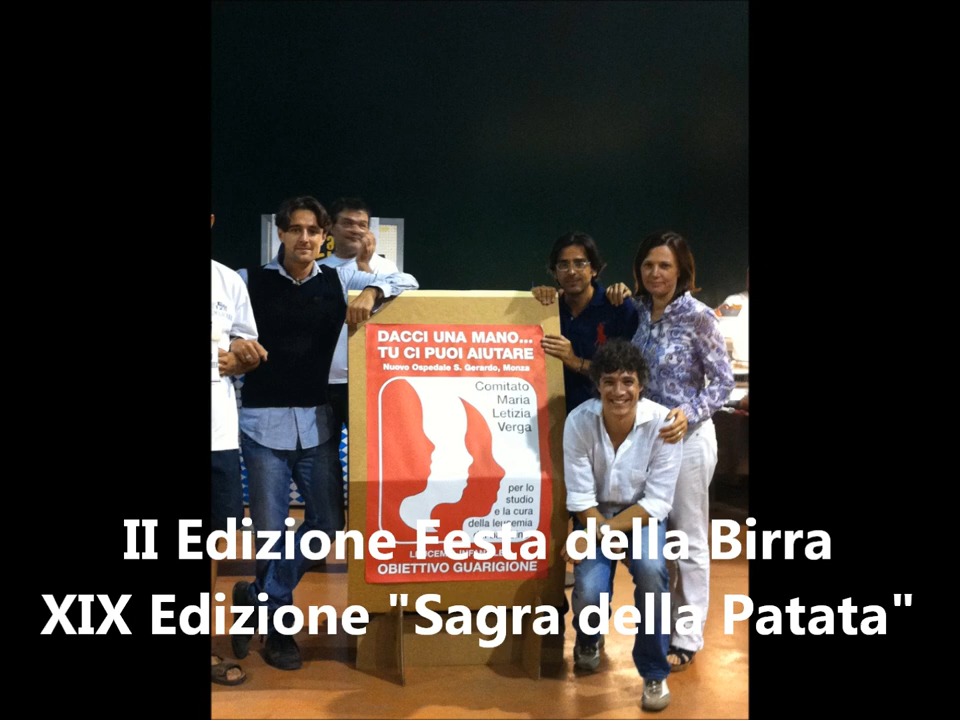 DACCI UNA MANO...
TU CI PUOI AIUTARE
Nuovo Ospedale S. Gerardo, Monza
Comitato
Maria
Letizia
Verga
per lo
studio
e la cura
della leucemia
II Edizione Festa della Birra
OBIETTIVO GUARIGIONE
XIX Edizione "Sagra della Patata"